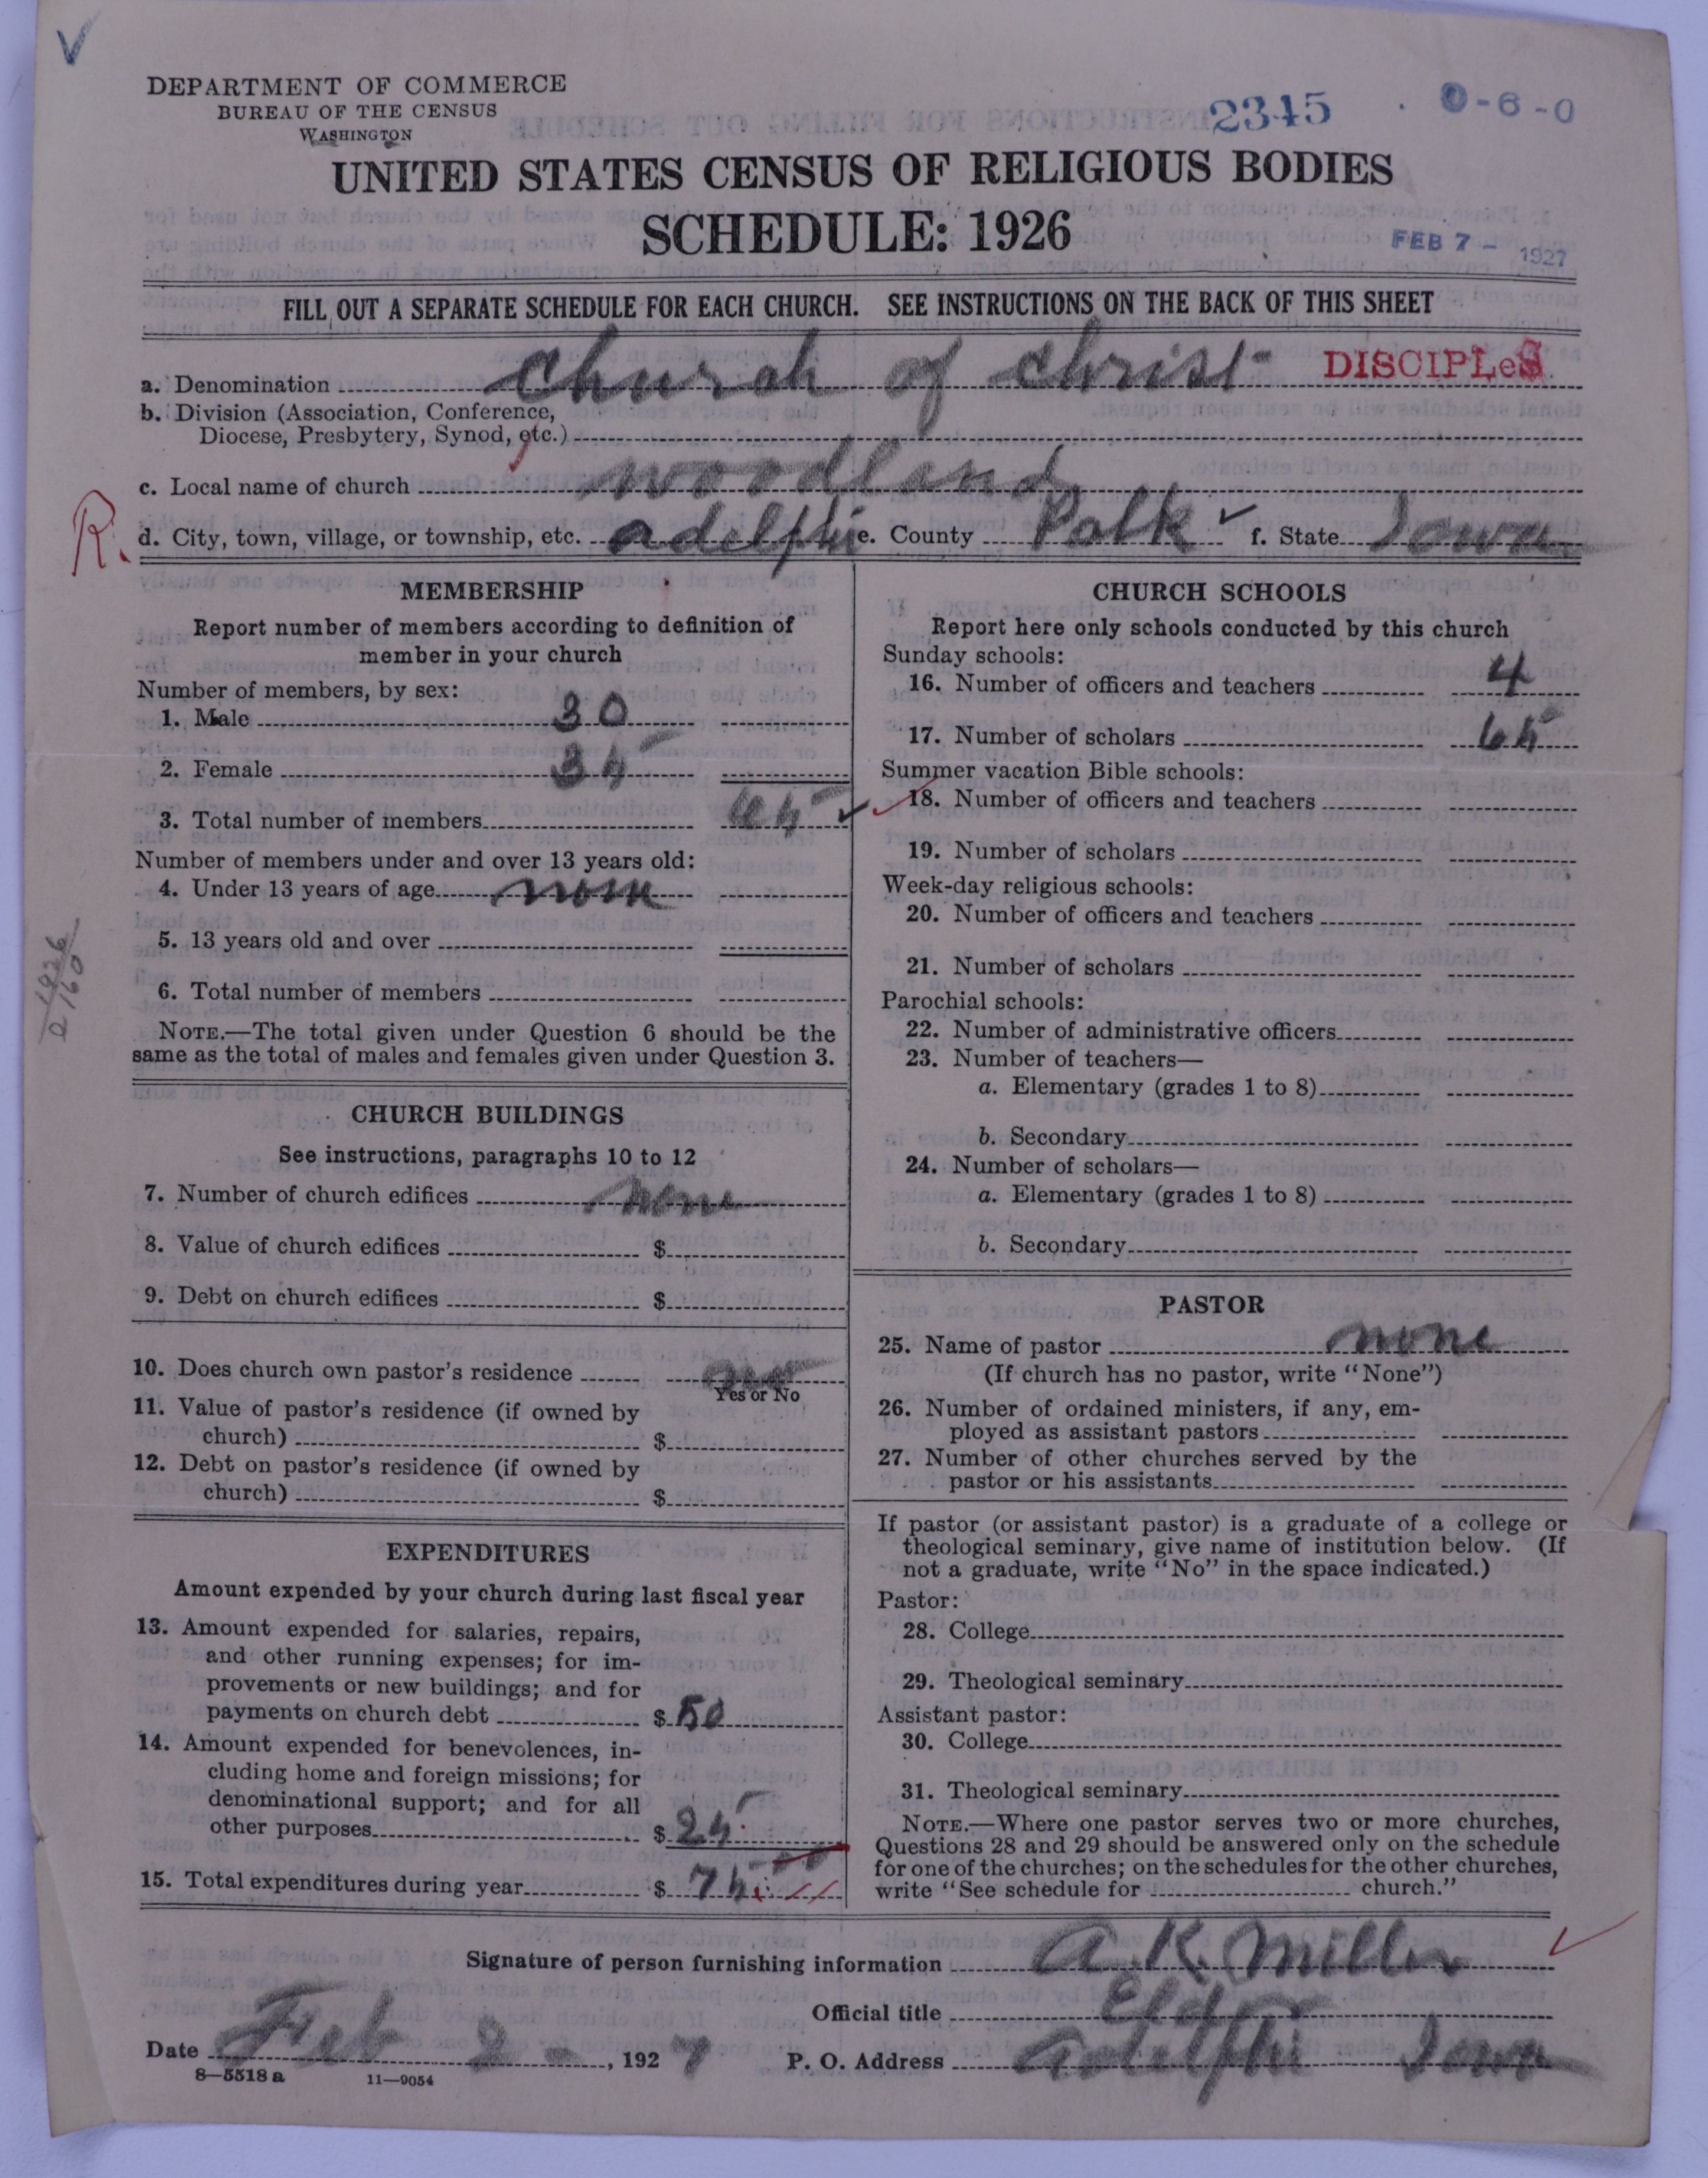 DEPARTMENT OF COMMERCE
BUREAU OF THE CENSUS
WASHINGTON
2345
0-6-0
UNITED STATES CENSUS OF RELIGIOUS BODIES
SCHEDULE: 1926
FEB 7 - 1927
FILL OUT A SEPARATE SCHEDULE FOR EACH CHURCH. SEE INSTRUCTIONS ON THE BACK OF THIS SHEET
a. Denomination church of christ DISCIPLeS
b. Division (Association, Conference,
Diocese, Presbytery, Synod, etc.)
c. Local name of church woodland
R. d. City, town, village, or township, etc. adelphi e. County Polk f. State Iowa
MEMBERSHIP
Report number of members according to definition of
member in your church
Number of members, by sex:
1. Male 30
2. Female 35
3. Total number of members 65
Number of members under and over 13 years old:
4. Under 13 years of age none
5. 13 years old and over
6. Total number of members
NOTE.—The total given under Question 6 should be the
same as the total of males and females given under Question 3.
CHURCH BUILDINGS
See instructions, paragraphs 10 to 12
7. Number of church edifices none
8. Value of church edifices $
9. Debt on church edifices $
10. Does church own pastor's residence no
Yes or No
11. Value of pastor's residence (if owned by
church) $
12. Debt on pastor's residence (if owned by
church) $
EXPENDITURES
Amount expended by your church during last fiscal year
13. Amount expended for salaries, repairs,
and other running expenses; for im-
provements or new buildings; and for
payments on church debt $ 50
14. Amount expended for benevolences, in-
cluding home and foreign missions; for
denominational support; and for all
other purposes $ 25
15. Total expenditures during year $ 75
CHURCH SCHOOLS
Report here only schools conducted by this church
Sunday schools:
16. Number of officers and teachers 4
17. Number of scholars 65
Summer vacation Bible schools:
18. Number of officers and teachers
19. Number of scholars
Week-day religious schools:
20. Number of officers and teachers
21. Number of scholars
Parochial schools:
22. Number of administrative officers
23. Number of teachers—
a. Elementary (grades 1 to 8)
b. Secondary
24. Number of scholars—
a. Elementary (grades 1 to 8)
b. Secondary
PASTOR
25. Name of pastor none
(If church has no pastor, write "None")
26. Number of ordained ministers, if any, em-
ployed as assistant pastors
27. Number of other churches served by the
pastor or his assistants
If pastor (or assistant pastor) is a graduate of a college or
theological seminary, give name of institution below. (If
not a graduate, write "No" in the space indicated.)
Pastor:
28. College
29. Theological seminary
Assistant pastor:
30. College
31. Theological seminary
NOTE.—Where one pastor serves two or more churches,
Questions 28 and 29 should be answered only on the schedule
for one of the churches; on the schedules for the other churches,
write "See schedule for church."
Signature of person furnishing information A. K. Miller
Official title Elder
Date Feb 2 - , 1927 P. O. Address Adelphi Iowa
8—5518 a 11—9054